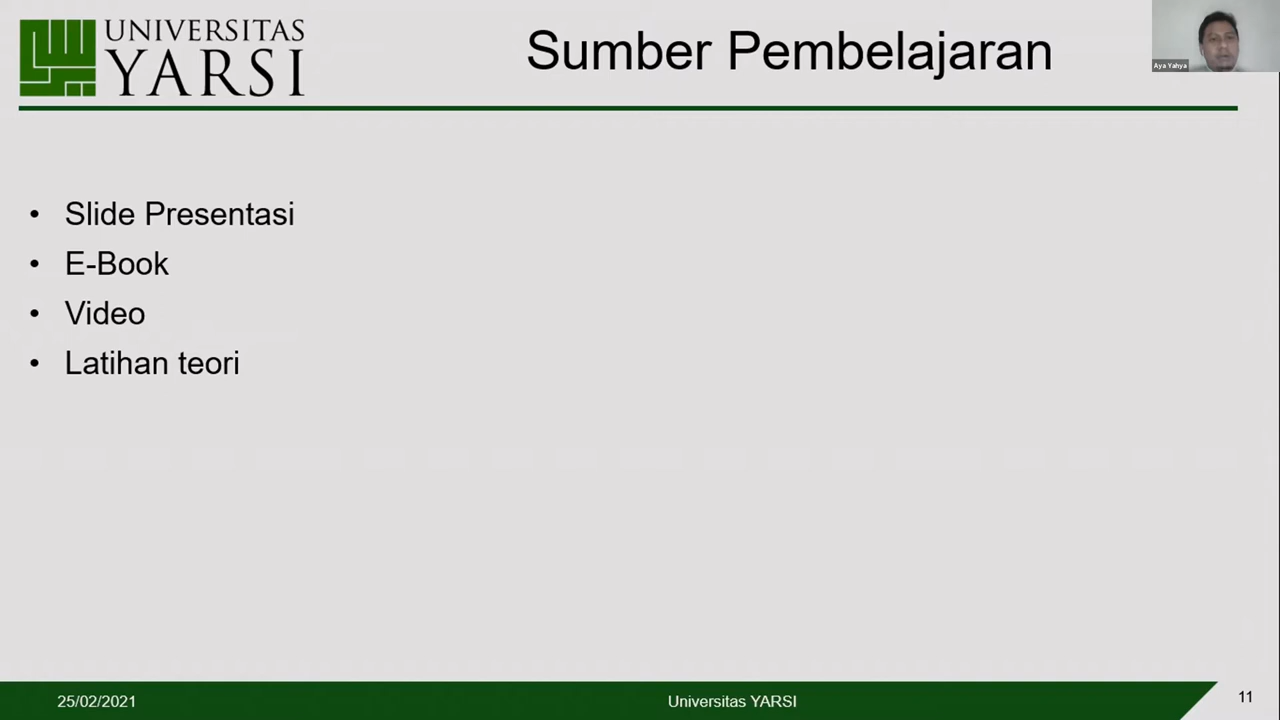 UNIVERSITAS
YARSI
Sumber Pembelajaran
Aya Yahya
• Slide Presentasi
• E-Book
• Video
• Latihan teori
25/02/2021
Universitas YARSI
11